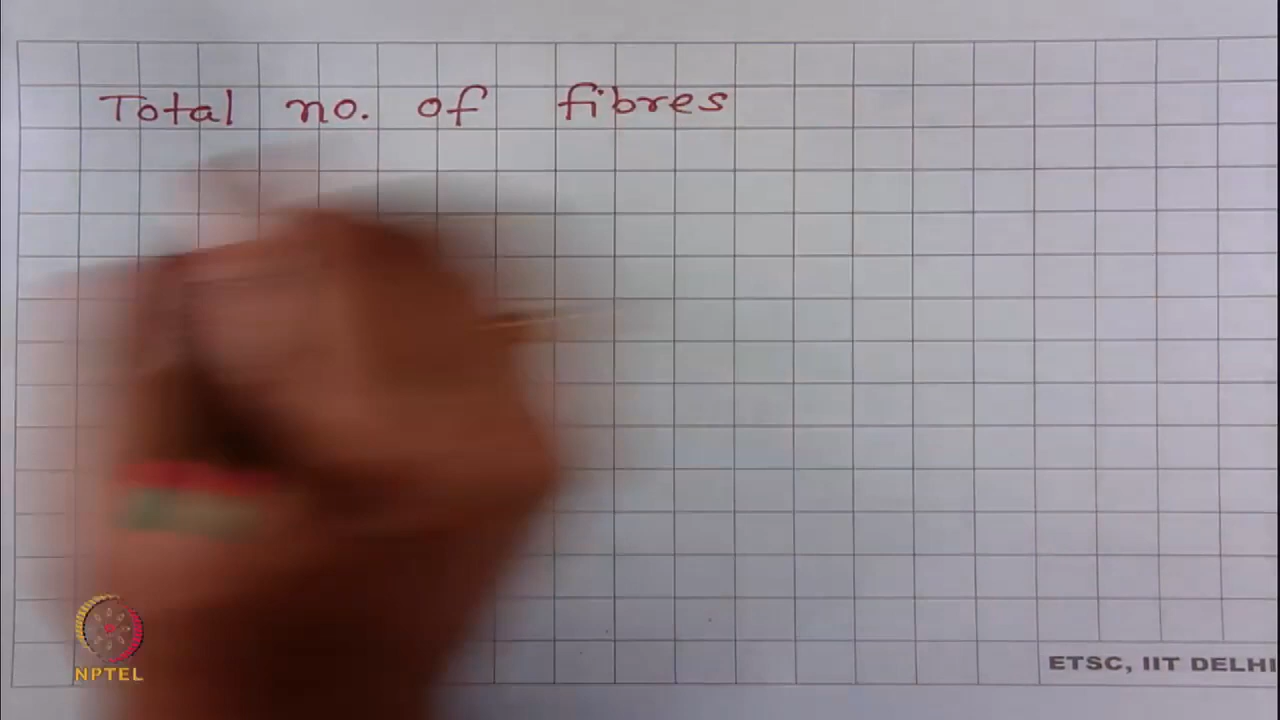 Total no. of fibres
NPTEL
ETSC, IIT DELHI